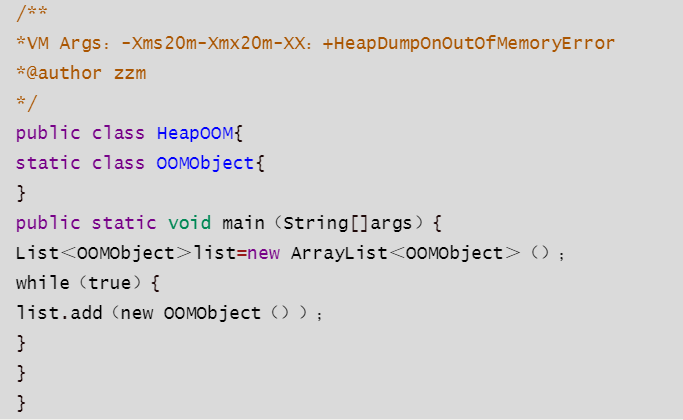 /**
*VM Args：-Xms20m-Xmx20m-XX：+HeapDumpOnOutOfMemoryError
*@author zzm
*/
public class HeapOOM{
static class OOMObject{
}
public static void main（String[]args）{
List＜OOMObject＞list=new ArrayList＜OOMObject＞（）；
while（true）{
list.add（new OOMObject（））；
}
}
}